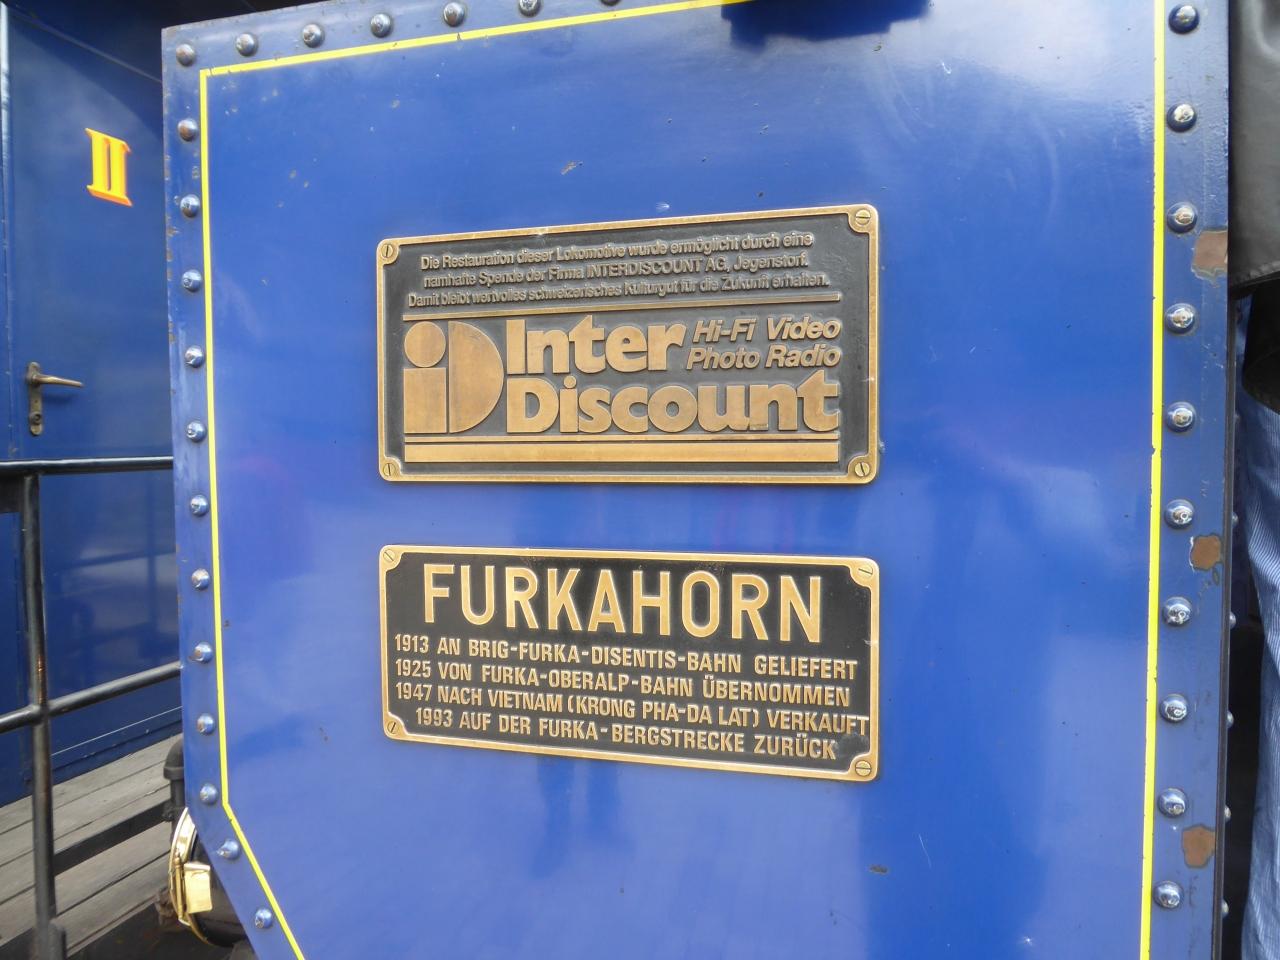 II
Die Restauration dieser Lokomotive wurde ermöglicht durch eine
namhafte Spende der Firma INTERDISCOUNT AG, Jegenstorf.
Damit bleibt wertvolles schweizerisches Kulturgut für die Zukunft erhalten.
iD Inter Discount
Hi-Fi Video
Photo Radio
FURKAHORN
1913 AN BRIG-FURKA-DISENTIS-BAHN GELIEFERT
1925 VON FURKA-OBERALP-BAHN ÜBERNOMMEN
1947 NACH VIETNAM (KRONG PHA-DA LAT) VERKAUFT
1993 AUF DER FURKA-BERGSTRECKE ZURÜCK